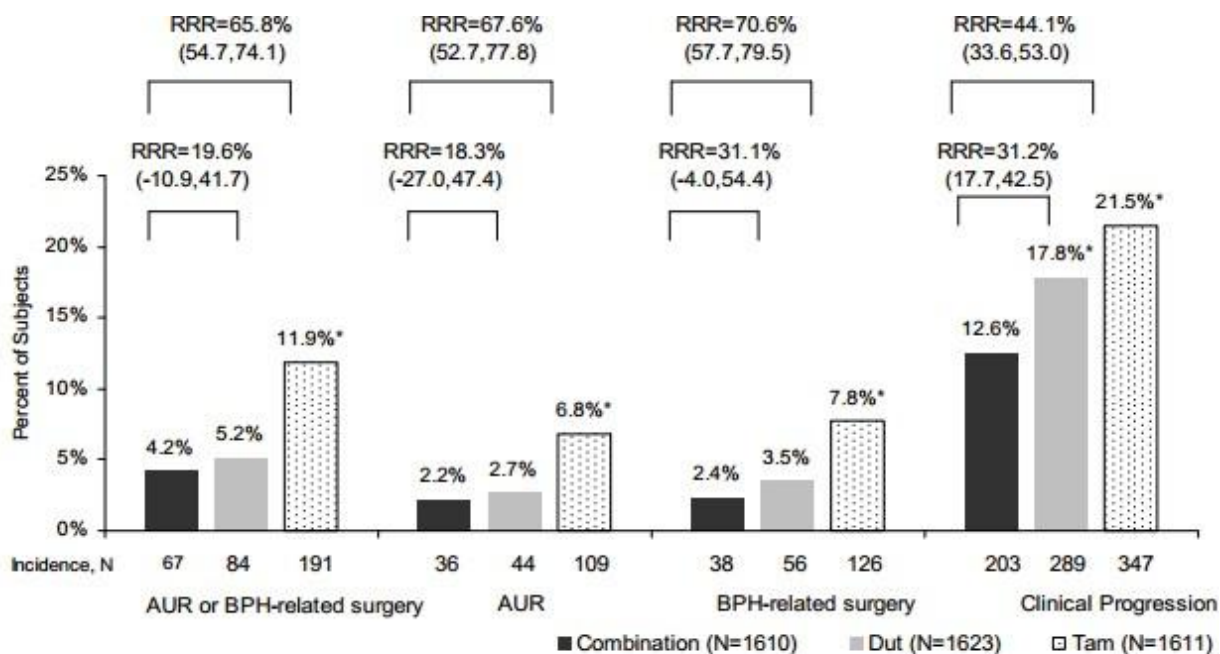 RRR=65.8% RRR=67.6% RRR=70.6% RRR=44.1%
(54.7,74.1) (52.7,77.8) (57.7,79.5) (33.6,53.0)
RRR=19.6% RRR=18.3% RRR=31.1% RRR=31.2%
(-10.9,41.7) (-27.0,47.4) (-4.0,54.4) (17.7,42.5)
Percent of Subjects
25%
20%
15%
10%
5%
0%
4.2% 5.2% 11.9%*
2.2% 2.7% 6.8%*
2.4% 3.5% 7.8%*
12.6% 17.8%* 21.5%*
Incidence, N 67 84 191 36 44 109 38 56 126 203 289 347
AUR or BPH-related surgery AUR BPH-related surgery Clinical Progression
Combination (N=1610) Dut (N=1623) Tam (N=1611)